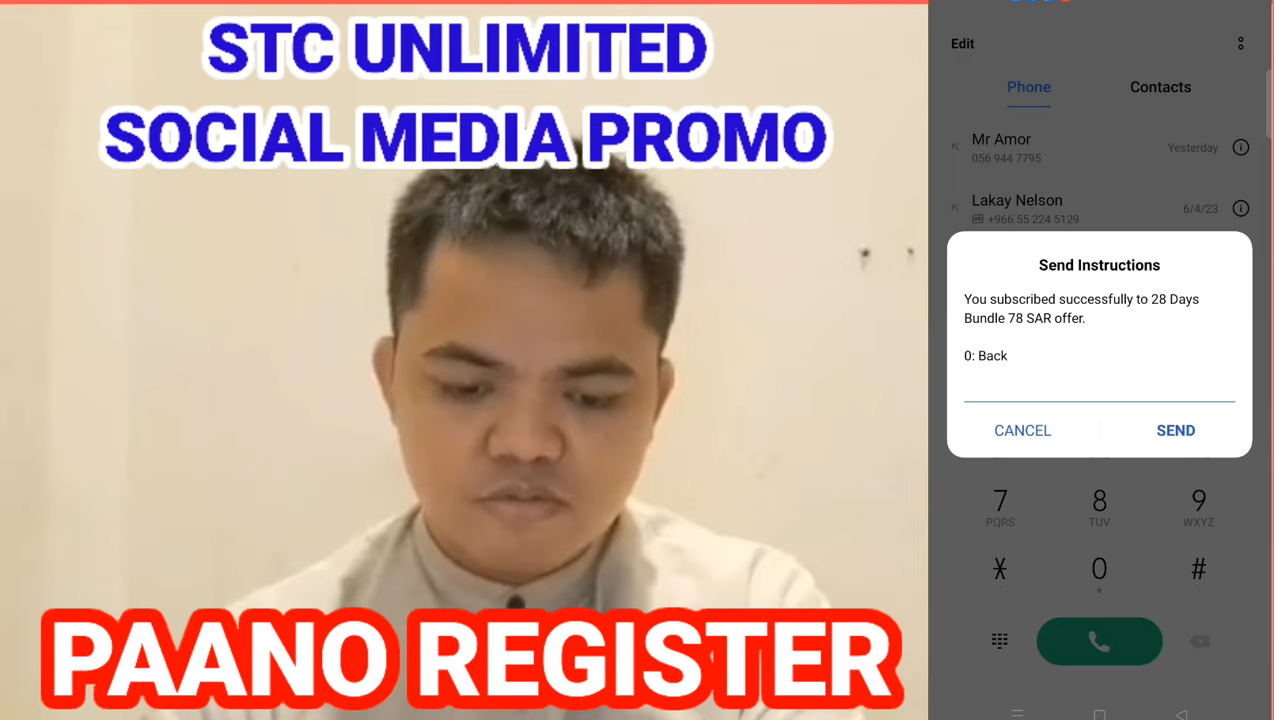 STC UNLIMITED
SOCIAL MEDIA PROMO
PAANO REGISTER
Edit
Phone
Contacts
Mr Amor
056 944 7795
Yesterday
Lakay Nelson
+966 55 224 5129
6/4/23
Send Instructions
You subscribed successfully to 28 Days
Bundle 78 SAR offer.
0: Back
CANCEL
SEND
7
8
9
PQRS
TUV
WXYZ
0
#
+